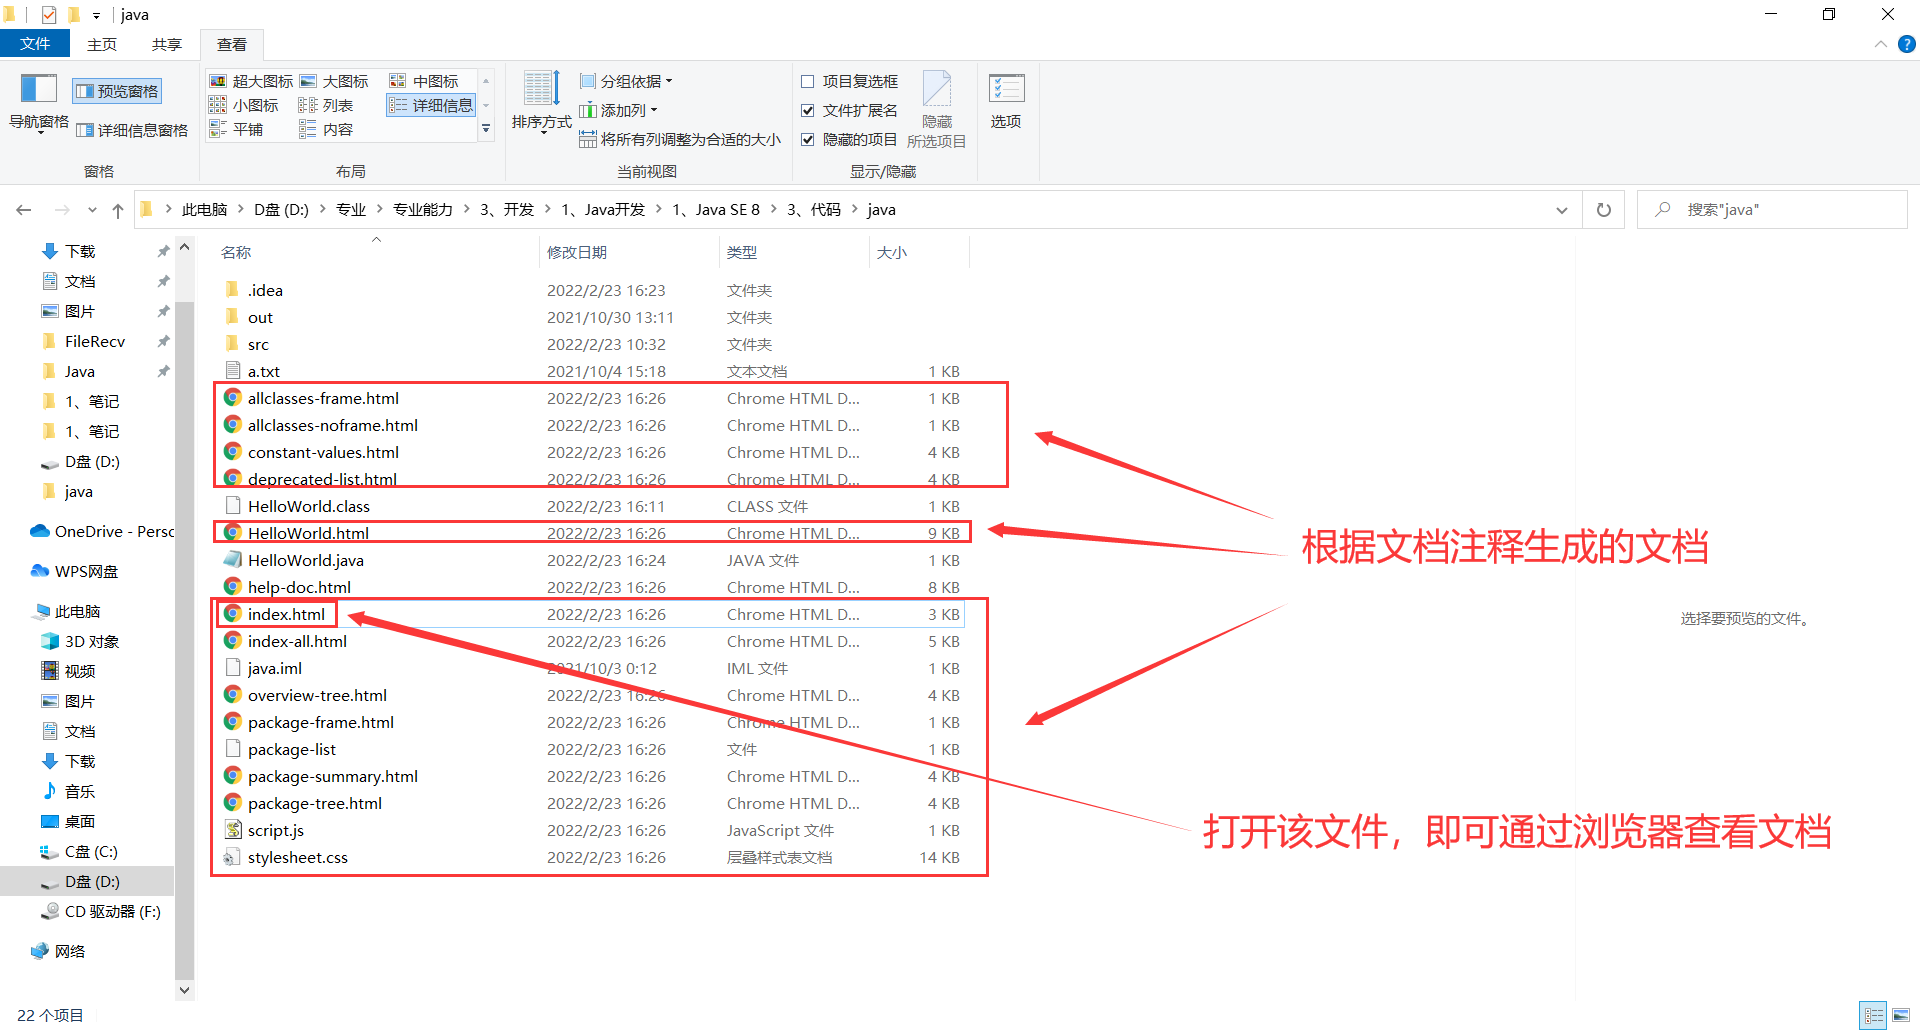 java
文件 主页 共享 查看
导航窗格 预览窗格 详细信息窗格
窗格
超大图标 大图标 中图标
小图标 列表 详细信息
平铺 内容
布局
排序方式 分组依据
添加列
将所有列调整为合适的大小
当前视图
项目复选框
文件扩展名
隐藏的项目
隐藏
所选项目
显示/隐藏
选项
此电脑 > D盘 (D:) > 专业 > 专业能力 > 3、开发 > 1、Java开发 > 1、Java SE 8 > 3、代码 > java
搜索"java"
下载
文档
图片
FileRecv
Java
1、笔记
1、笔记
D盘 (D:)
java
OneDrive - Persc
WPS网盘
此电脑
3D 对象
视频
图片
文档
下载
音乐
桌面
C盘 (C:)
D盘 (D:)
CD 驱动器 (F:)
网络
名称 修改日期 类型 大小
.idea 2022/2/23 16:23 文件夹
out 2021/10/30 13:11 文件夹
src 2022/2/23 10:32 文件夹
a.txt 2021/10/4 15:18 文本文档 1 KB
allclasses-frame.html 2022/2/23 16:26 Chrome HTML D... 1 KB
allclasses-noframe.html 2022/2/23 16:26 Chrome HTML D... 1 KB
constant-values.html 2022/2/23 16:26 Chrome HTML D... 4 KB
deprecated-list.html 2022/2/23 16:26 Chrome HTML D... 4 KB
HelloWorld.class 2022/2/23 16:11 CLASS 文件 1 KB
HelloWorld.html 2022/2/23 16:26 Chrome HTML D... 9 KB
HelloWorld.java 2022/2/23 16:24 JAVA 文件 1 KB
help-doc.html 2022/2/23 16:26 Chrome HTML D... 8 KB
index.html 2022/2/23 16:26 Chrome HTML D... 3 KB
index-all.html 2022/2/23 16:26 Chrome HTML D... 5 KB
java.iml 2021/10/3 0:12 IML 文件 1 KB
overview-tree.html 2022/2/23 16:26 Chrome HTML D... 4 KB
package-frame.html 2022/2/23 16:26 Chrome HTML D... 1 KB
package-list 2022/2/23 16:26 文件 1 KB
package-summary.html 2022/2/23 16:26 Chrome HTML D... 4 KB
package-tree.html 2022/2/23 16:26 Chrome HTML D... 4 KB
script.js 2022/2/23 16:26 JavaScript 文件 1 KB
stylesheet.css 2022/2/23 16:26 层叠样式表文档 14 KB
根据文档注释生成的文档
选择要预览的文件。
打开该文件，即可通过浏览器查看文档
22 个项目